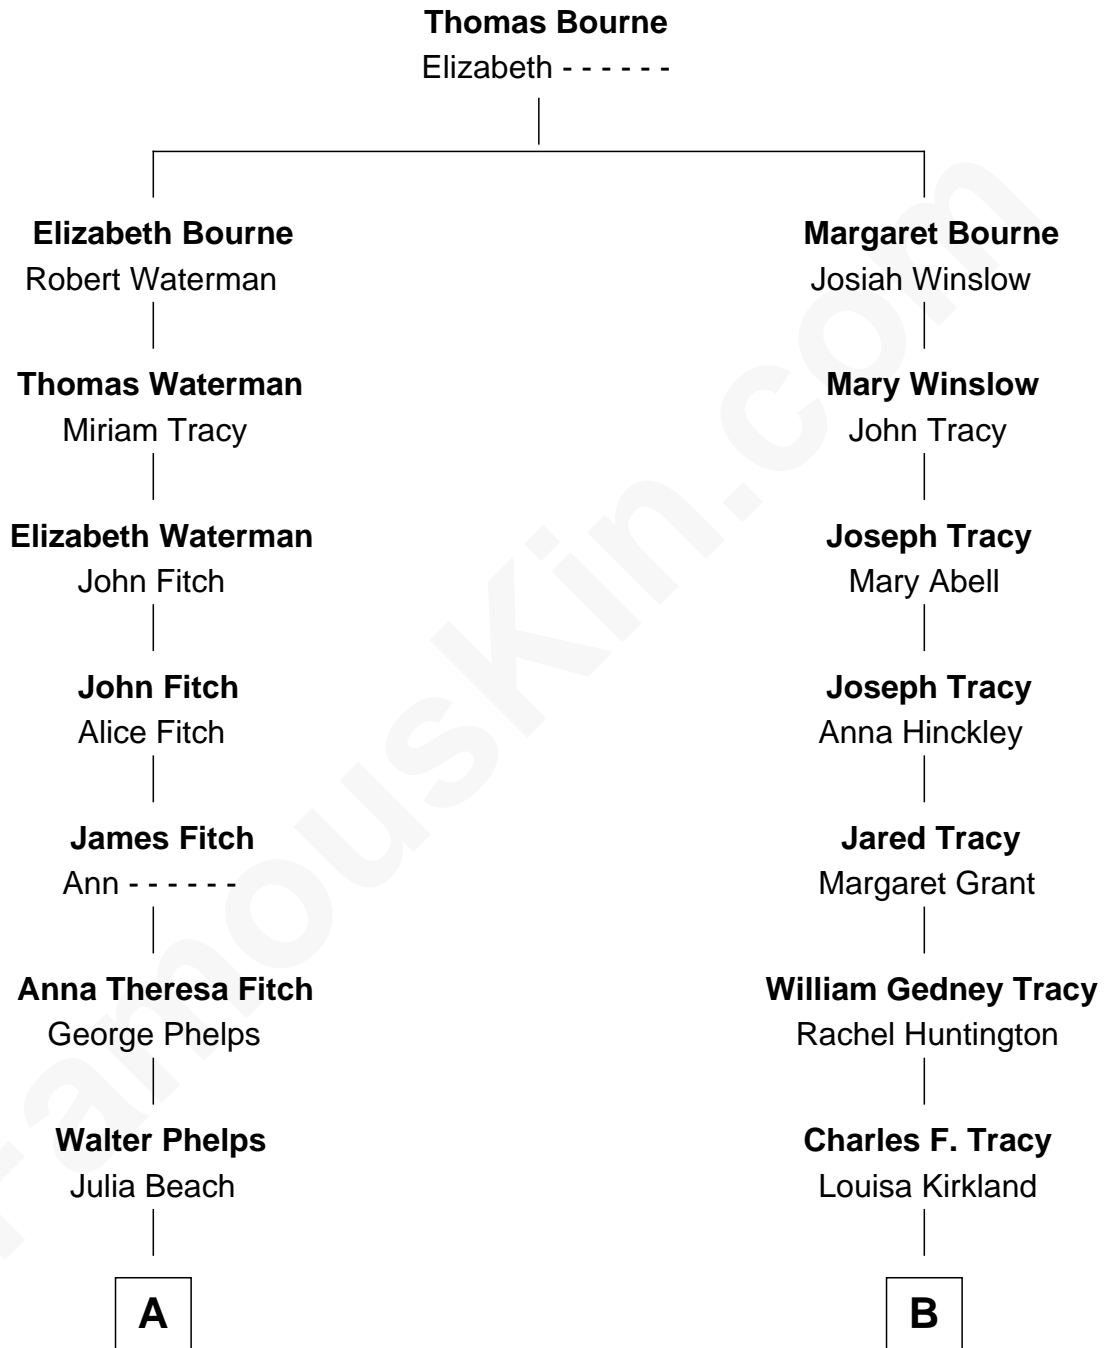 Thomas Bourne
Elizabeth - - - - - -
Elizabeth Bourne
Robert Waterman
Margaret Bourne
Josiah Winslow
Thomas Waterman
Miriam Tracy
Mary Winslow
John Tracy
Elizabeth Waterman
John Fitch
Joseph Tracy
Mary Abell
John Fitch
Alice Fitch
Joseph Tracy
Anna Hinckley
James Fitch
Ann - - - - - -
Jared Tracy
Margaret Grant
Anna Theresa Fitch
George Phelps
William Gedney Tracy
Rachel Huntington
Walter Phelps
Julia Beach
Charles F. Tracy
Louisa Kirkland
A
B
FamousKin.com